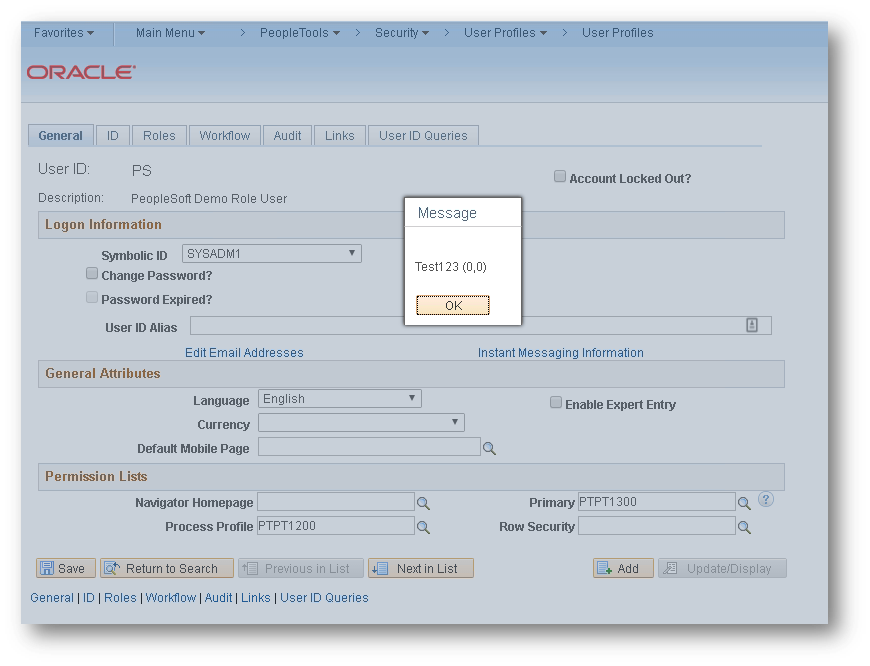 Favorites Main Menu > PeopleTools > Security > User Profiles > User Profiles
ORACLE
General ID Roles Workflow Audit Links User ID Queries
User ID: PS
Account Locked Out?
Description: PeopleSoft Demo Role User
Message
Logon Information
Symbolic ID SYSADM1
Test123 (0,0)
Change Password?
Password Expired?
OK
User ID Alias
Edit Email Addresses Instant Messaging Information
General Attributes
Language English Enable Expert Entry
Currency
Default Mobile Page
Permission Lists
Navigator Homepage Primary PTPT1300 ?
Process Profile PTPT1200 Row Security
Save Return to Search Previous in List Next in List Add Update/Display
General | ID | Roles | Workflow | Audit | Links | User ID Queries